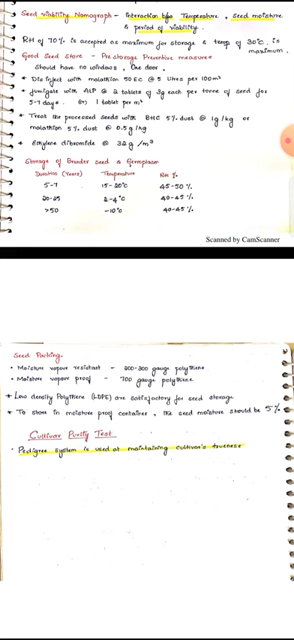 • Seed Viability Nomograph - Interaction b/w Temperature, seed moisture
& period of viability.
RH of 70% is accepted as maximum for storage & temp of 30°C is
maximum.
Good Seed Store - Pre storage Preventive measures
Should have no windows, One door.
• Disinfect with malathion 50 EC @ 5 litres per 100m²
• fumigate with ALP @ 2 tablets of 3g each per tonne of seed for
5-7 days. 1 tablet per m³
• Treat the processed seeds with BHC 5% dust @ 1g/kg or
malathion 5% dust @ 0.5g/kg
• Ethylene dibromide @ 32g/m³
Storage of Breeder seed & Germplasm
Duration (Years) Temperature RH %
5-7 15-20°C 45-50%
20-25 2-4°C 40-45%
>50 -10°C 40-45%
Scanned by CamScanner
Seed Packing
• Moisture vapour resistant - 200-300 gauge polythene
• Moisture vapour proof - 700 gauge polythene
* Low density Polythene (LDPE) are satisfactory for seed storage
* To store in moisture proof container, the seed moisture should be 5%
Cultivar Purity Test
• Pedigree system is used at maintaining cultivar's trueness